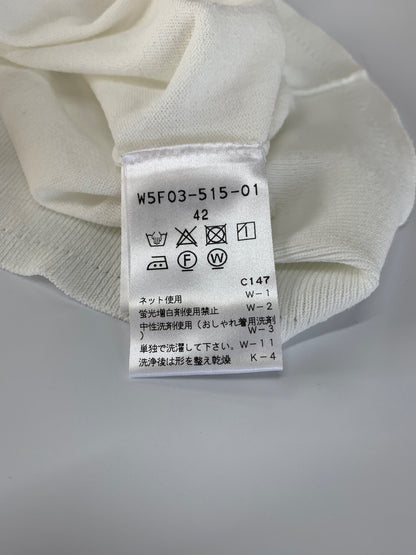 W5F03-515-01
42
F W
C147
ネット使用 W-1
蛍光増白剤使用禁止 W-2
中性洗剤使用(おしゃれ着用洗剤
) W-3
単独で洗濯して下さい。 W-11
洗浄後は形を整え乾燥 K-4